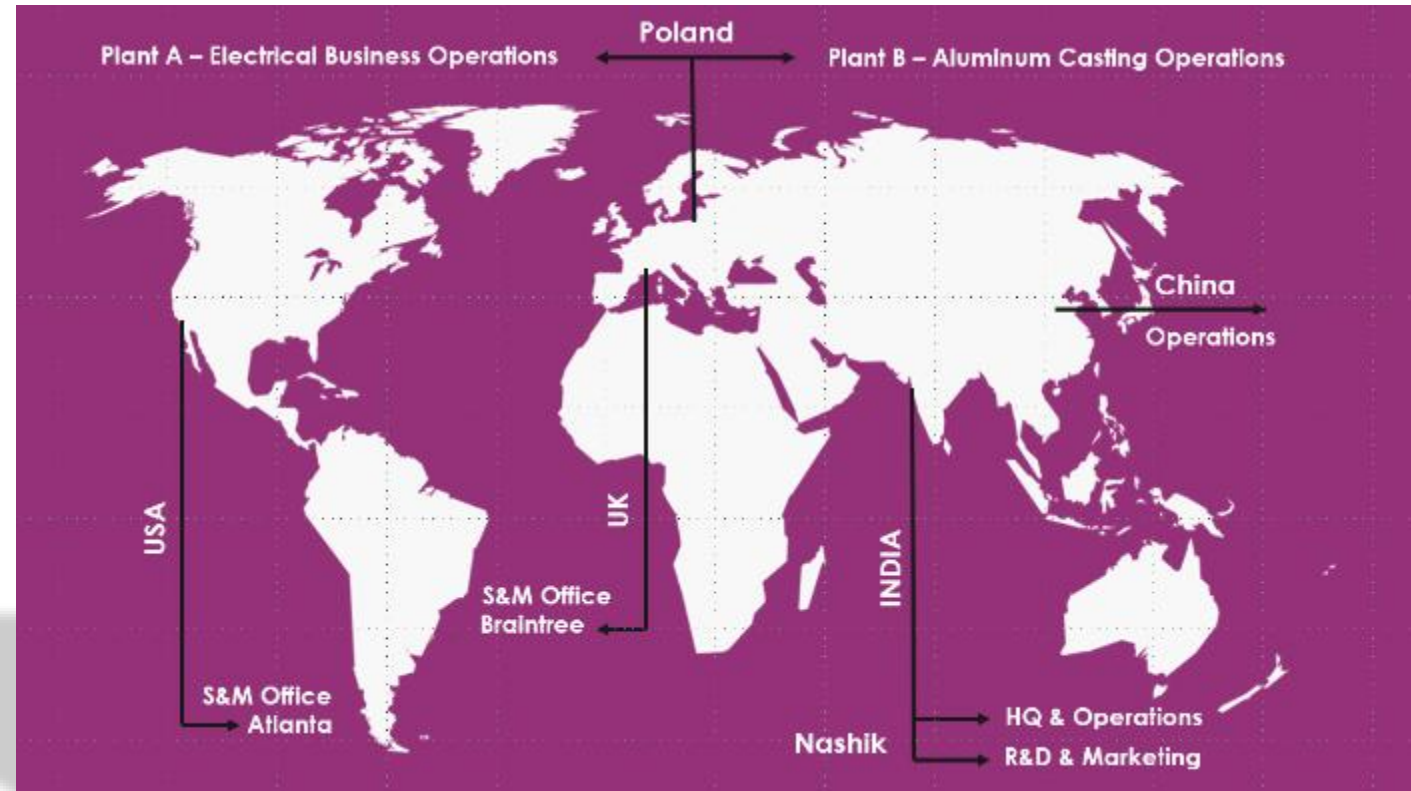 Poland
Plant A – Electrical Business Operations
Plant B – Aluminum Casting Operations
China
Operations
USA
UK
INDIA
S&M Office
Braintree
S&M Office
Atlanta
Nashik
HQ & Operations
R&D & Marketing